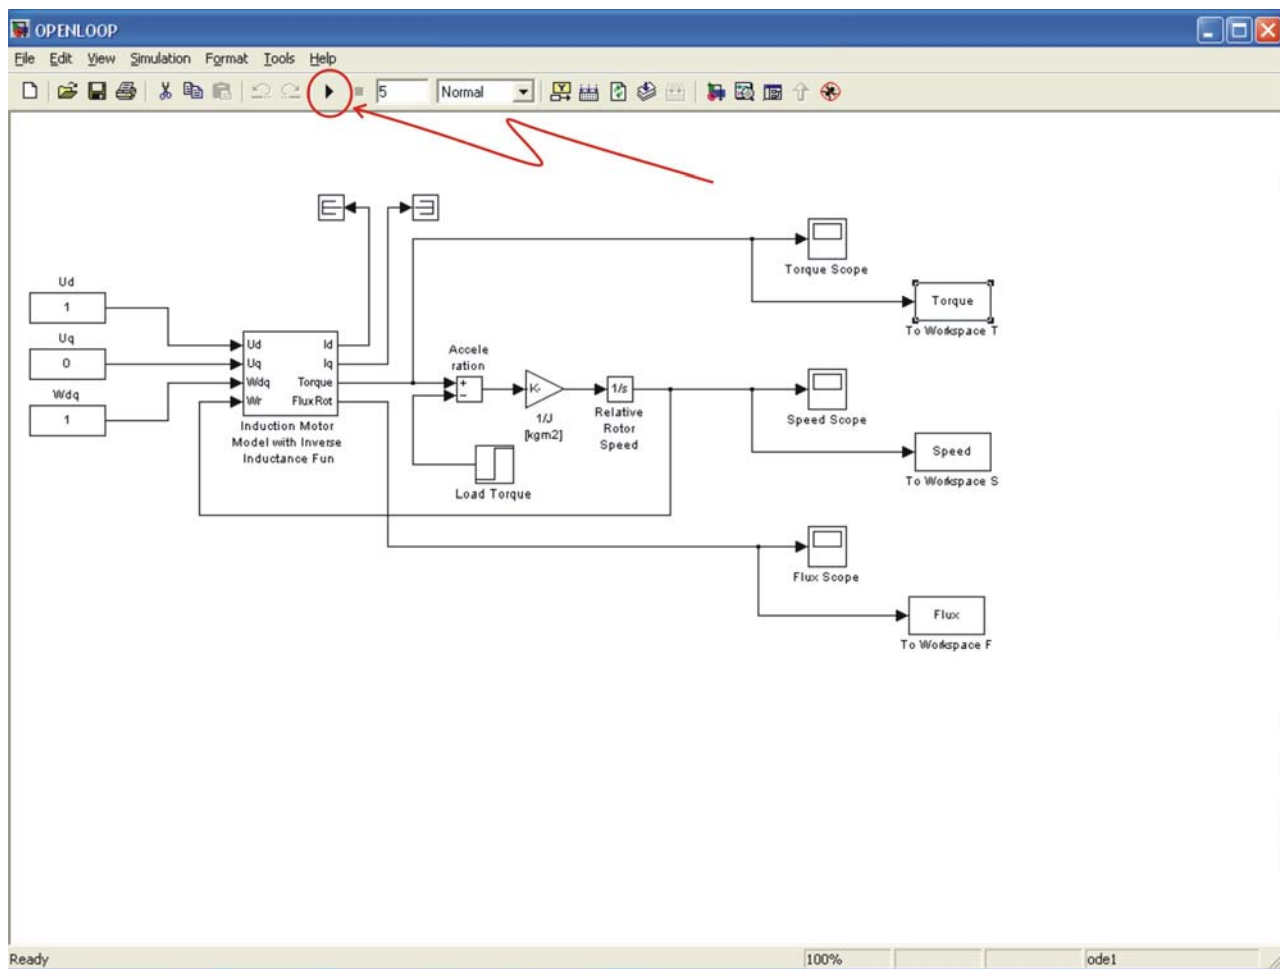 OPENLOOP
File Edit View Simulation Format Tools Help
5 Normal
Torque Scope
Torque
To Workspace T
Ud
1
Uq
0
Wdq
1
Ud Id
Uq Iq
Wdq Torque
Wr FluxRot
Induction Motor
Model with Inverse
Inductance Fun
Accele
ration
+
−
K-
1/J
[kgm2]
1/s
Relative
Rotor
Speed
Load Torque
Speed Scope
Speed
To Workspace S
Flux Scope
Flux
To Workspace F
Ready 100% ode1